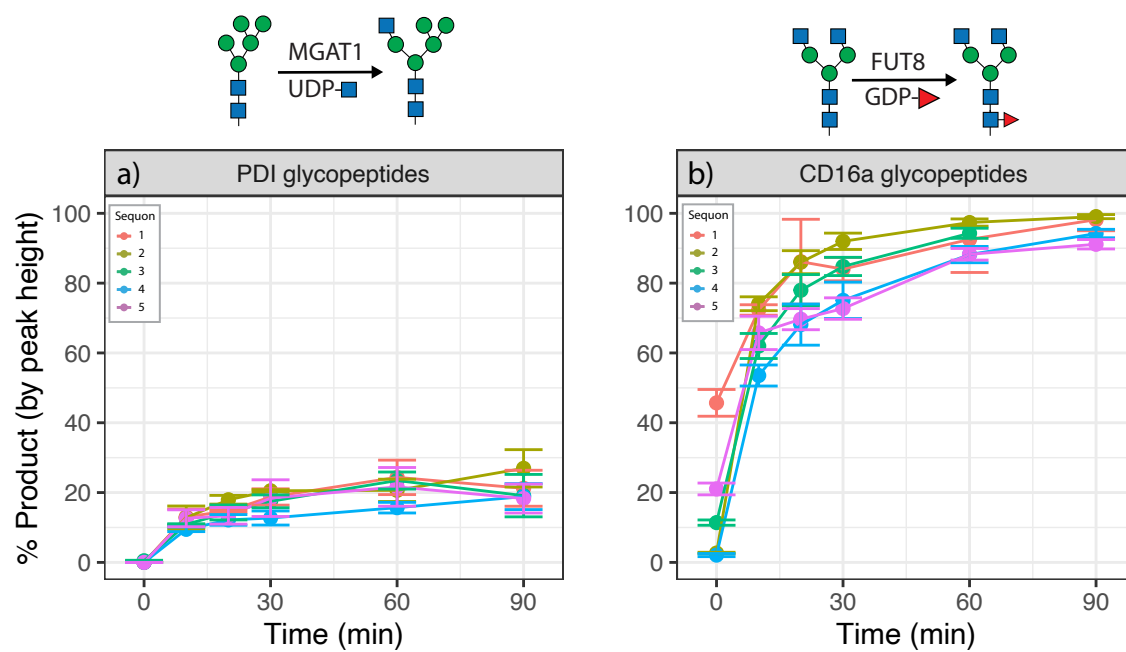 MGAT1
UDP-
FUT8
GDP-
a)
PDI glycopeptides
b)
CD16a glycopeptides
% Product (by peak height)
100
80
60
40
20
0
Sequon
1
2
3
4
5
0
30
60
90
Time (min)
100
80
60
40
20
0
Sequon
1
2
3
4
5
0
30
60
90
Time (min)